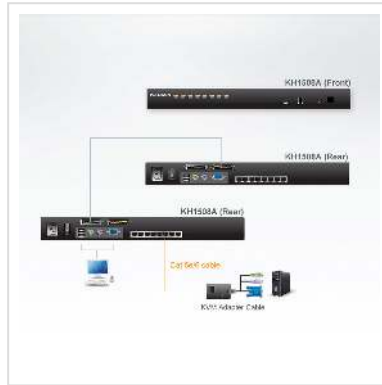 KH1508A (Front)
KH1508A (Rear)
KH1508A (Rear)
Cat 5e/6 cable
KVM Adapter Cable